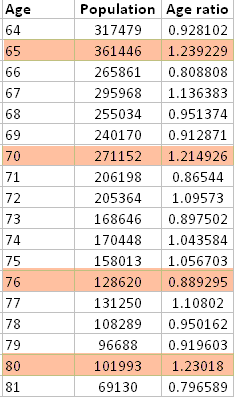 Age Population Age ratio
64 317479 0.928102
65 361446 1.239229
66 265861 0.808808
67 295968 1.136383
68 255034 0.951374
69 240170 0.912871
70 271152 1.214926
71 206198 0.86544
72 205364 1.09573
73 168646 0.897502
74 170448 1.043584
75 158013 1.056703
76 128620 0.889295
77 131250 1.10802
78 108289 0.950162
79 96688 0.919603
80 101993 1.23018
81 69130 0.796589